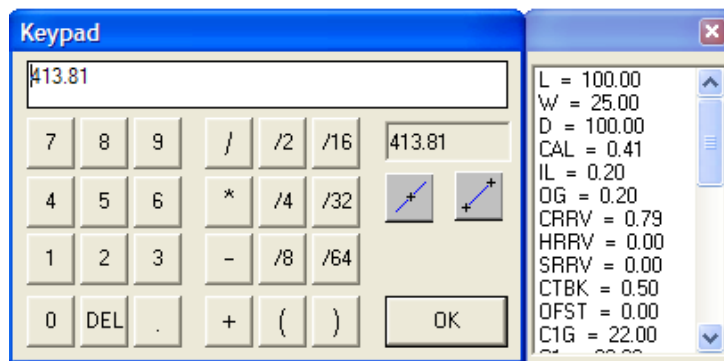 Keypad
413.81
7 8 9 / /2 /16 413.81
4 5 6 * /4 /32
1 2 3 - /8 /64
0 DEL . + ( ) OK
L = 100.00
W = 25.00
D = 100.00
CAL = 0.41
IL = 0.20
OG = 0.20
CRRV = 0.79
HRRV = 0.00
SRRV = 0.00
CTBK = 0.50
OFST = 0.00
C1G = 22.00